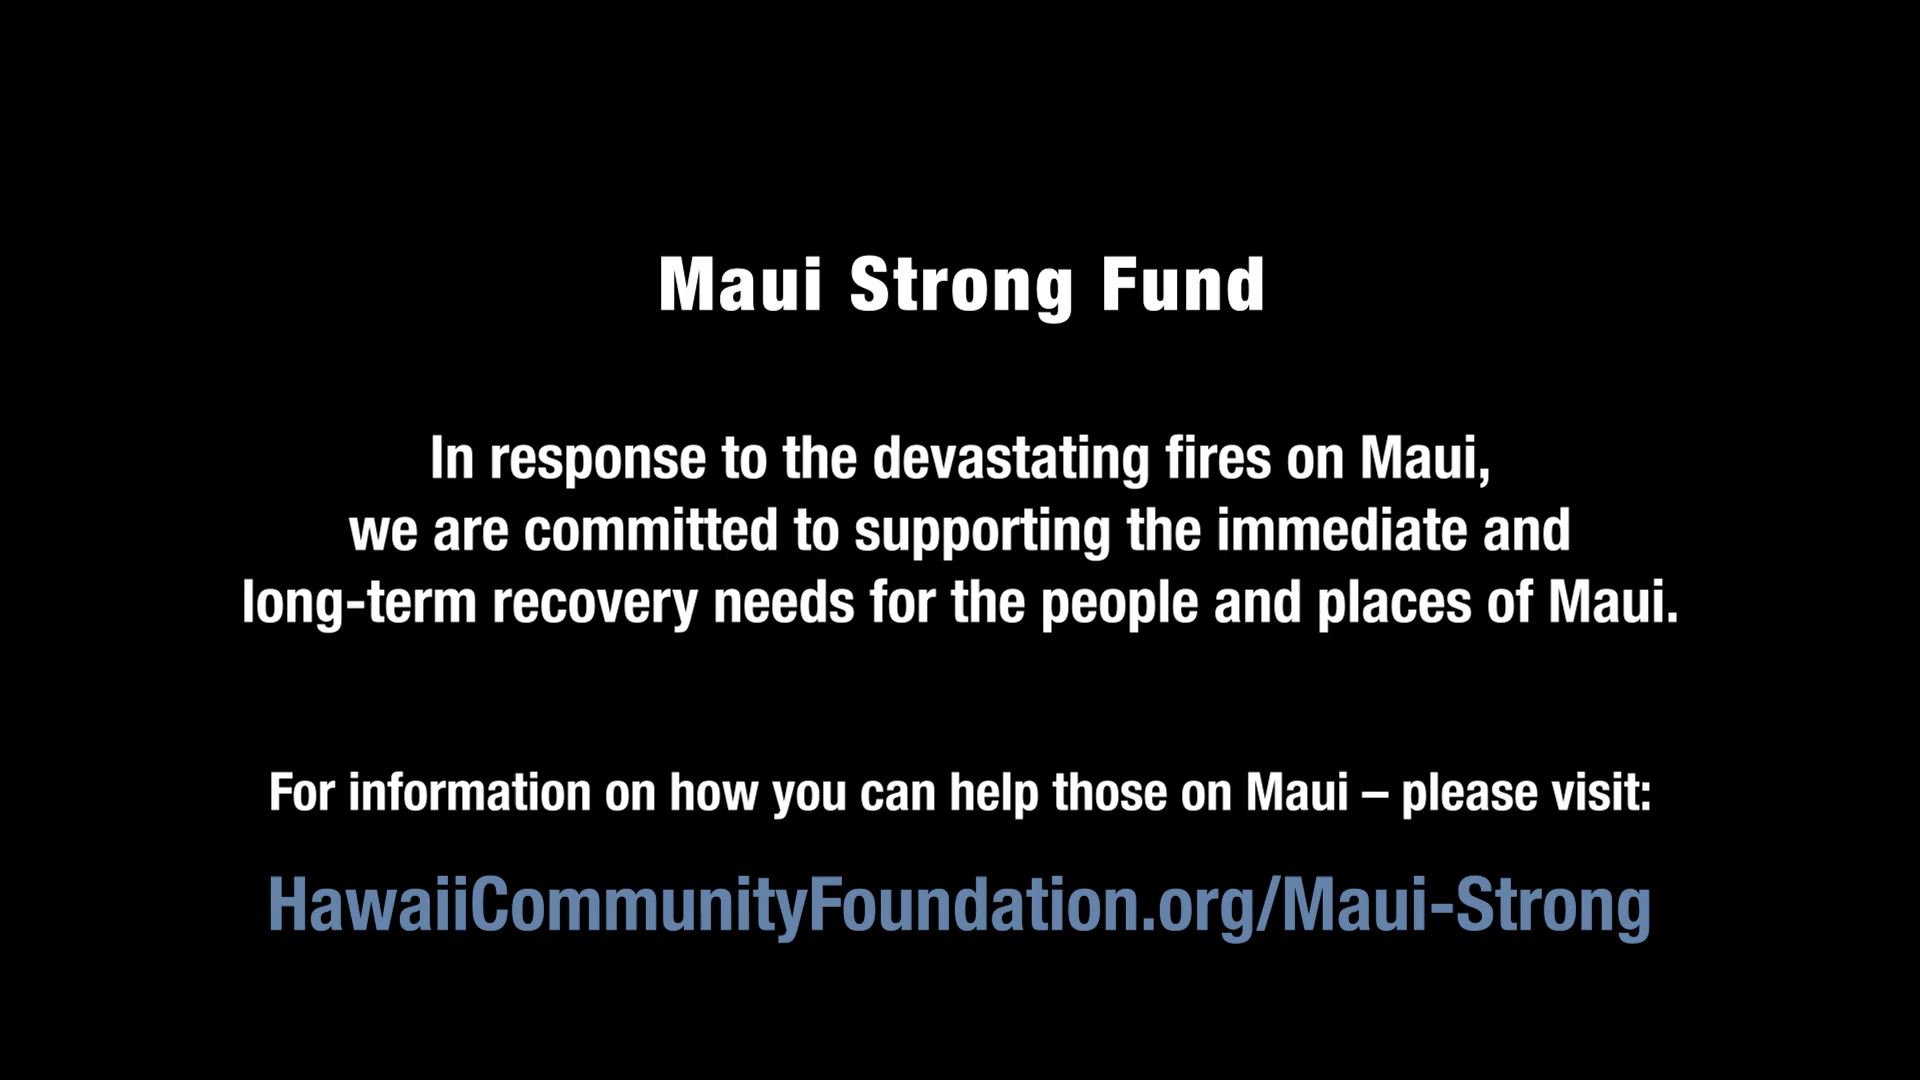 Maui Strong Fund
In response to the devastating fires on Maui,
we are committed to supporting the immediate and
long-term recovery needs for the people and places of Maui.
For information on how you can help those on Maui – please visit:
HawaiiCommunityFoundation.org/Maui-Strong